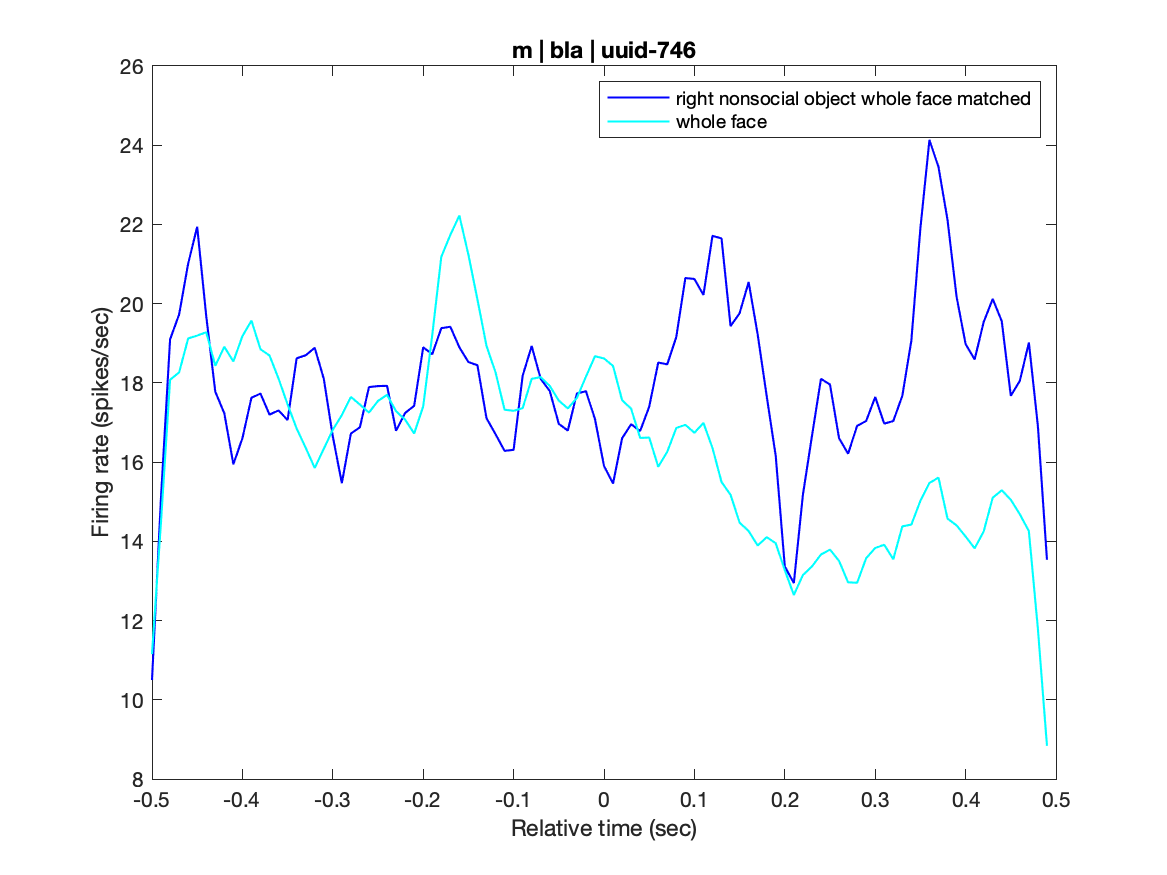 m | bla | uuid-746
right nonsocial object whole face matched
whole face
Firing rate (spikes/sec)
26
24
22
20
18
16
14
12
10
8
-0.5 -0.4 -0.3 -0.2 -0.1 0 0.1 0.2 0.3 0.4 0.5
Relative time (sec)